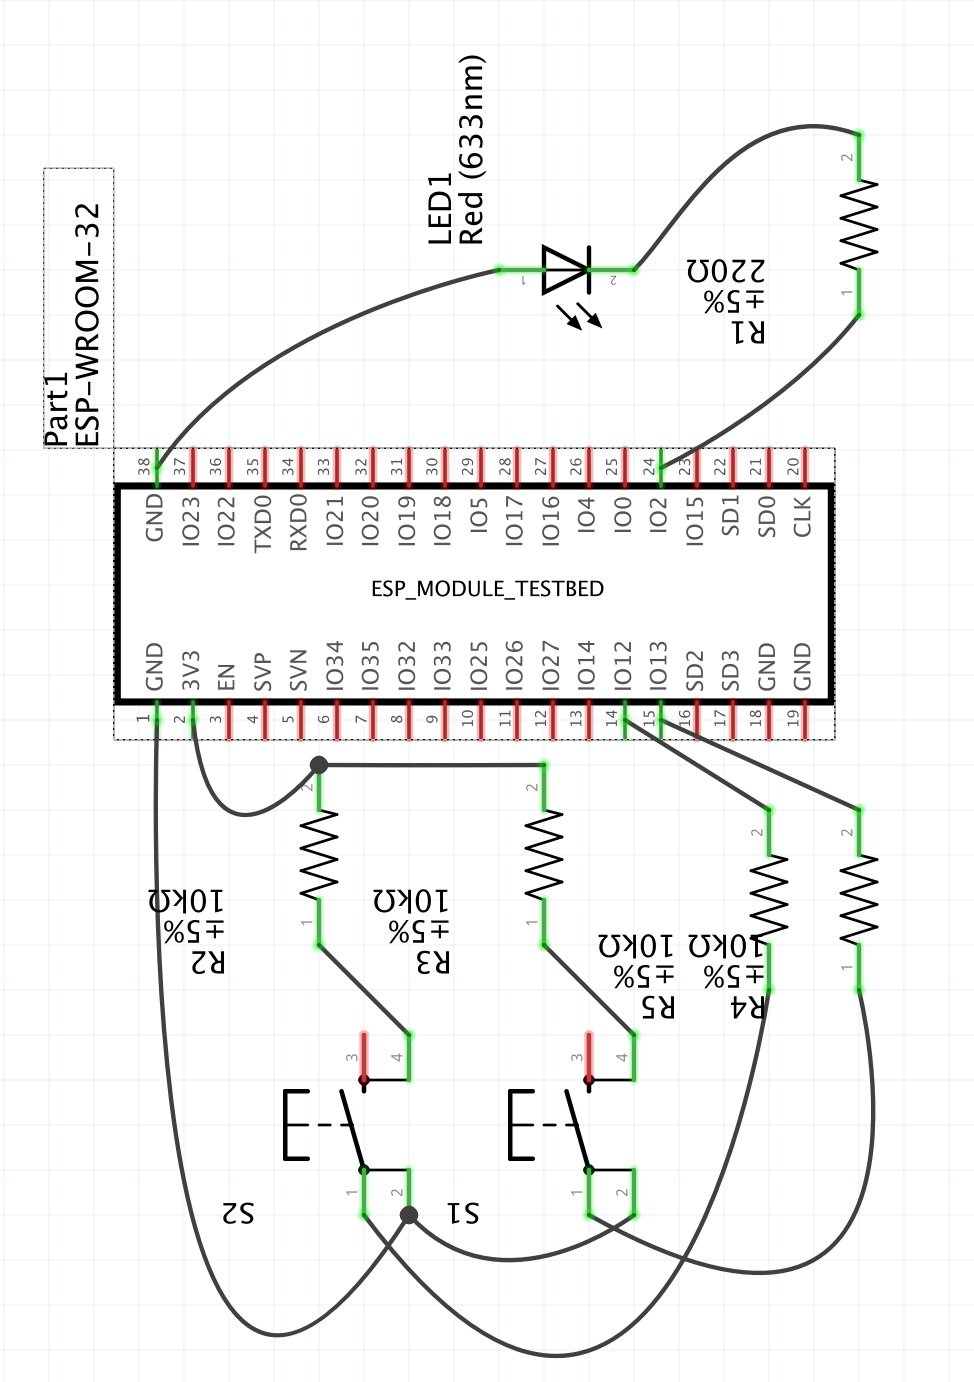 LED1
Red (633nm)
2
1
2
220Ω
±5%
R1
1
Part1
ESP-WROOM-32
38 37 36 35 34 33 32 31 30 29 28 27 26 25 24 23 22 21 20
GND IO23 IO22 TXD0 RXD0 IO21 IO20 IO19 IO18 IO5 IO17 IO16 IO4 IO0 IO2 IO15 SD1 SD0 CLK
ESP_MODULE_TESTBED
GND 3V3 EN SVP SVN IO34 IO35 IO32 IO33 IO25 IO26 IO27 IO14 IO12 IO13 SD2 SD3 GND GND
1 2 3 4 5 6 7 8 9 10 11 12 13 14 15 16 17 18 19
2
2
2
2
R2
±5%
10kΩ
1
R3
±5%
10kΩ
1
R5
±5%
10kΩ
R4
±5%
10kΩ
1
3 4
3 4
1 2
1 2
S2
S1